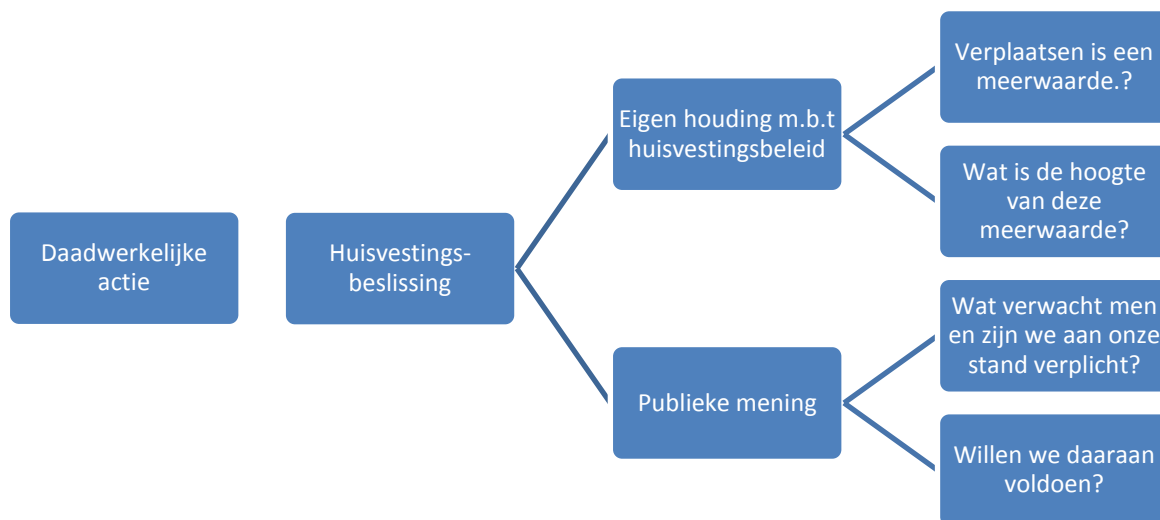 Daadwerkelijke
actie
Huisvestings-
beslissing
Eigen houding m.b.t
huisvestingsbeleid
Publieke mening
Verplaatsen is een
meerwaarde.?
Wat is de hoogte
van deze
meerwaarde?
Wat verwacht men
en zijn we aan onze
stand verplicht?
Willen we daaraan
voldoen?